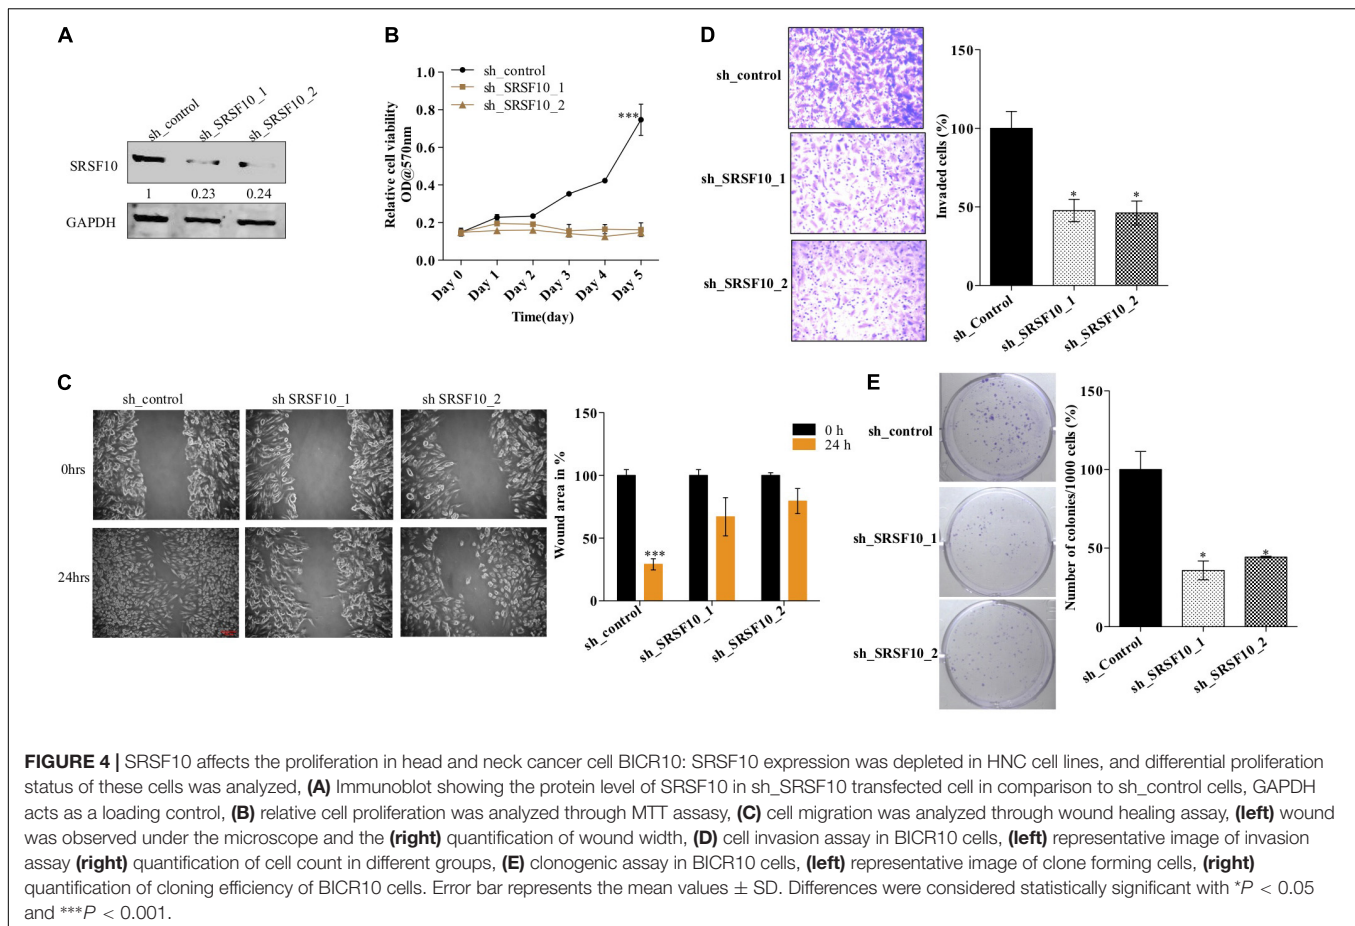 A
sh_control
sh_SRSF10_1
sh_SRSF10_2
SRSF10
1 0.23 0.24
GAPDH
B
sh_control
sh_SRSF10_1
sh_SRSF10_2
Relative cell viability
OD@570nm
1.0
0.8
0.6
0.4
0.2
0.0
***
Day 0
Day 1
Day 2
Day 3
Day 4
Day 5
Time(day)
C
sh_control
sh SRSF10_1
sh SRSF10_2
0hrs
24hrs
Wound area in %
150
100
50
0
0 h
24 h
***
sh_control
sh_SRSF10_1
sh_SRSF10_2
D
sh_control
sh_SRSF10_1
sh_SRSF10_2
Invaded cells (%)
150
100
50
0
*
*
sh_Control
sh_SRSF10_1
sh_SRSF10_2
E
sh_control
sh_SRSF10_1
sh_SRSF10_2
Number of colonies/1000 cells (%)
150
100
50
0
*
*
sh_Control
sh_SRSF10_1
sh_SRSF10_2
FIGURE 4 | SRSF10 affects the proliferation in head and neck cancer cell BICR10: SRSF10 expression was depleted in HNC cell lines, and differential proliferation
status of these cells was analyzed, (A) Immunoblot showing the protein level of SRSF10 in sh_SRSF10 transfected cell in comparison to sh_control cells, GAPDH
acts as a loading control, (B) relative cell proliferation was analyzed through MTT assasy, (C) cell migration was analyzed through wound healing assay, (left) wound
was observed under the microscope and the (right) quantification of wound width, (D) cell invasion assay in BICR10 cells, (left) representative image of invasion
assay (right) quantification of cell count in different groups, (E) clonogenic assay in BICR10 cells, (left) representative image of clone forming cells, (right)
quantification of cloning efficiency of BICR10 cells. Error bar represents the mean values ± SD. Differences were considered statistically significant with *P < 0.05
and ***P < 0.001.